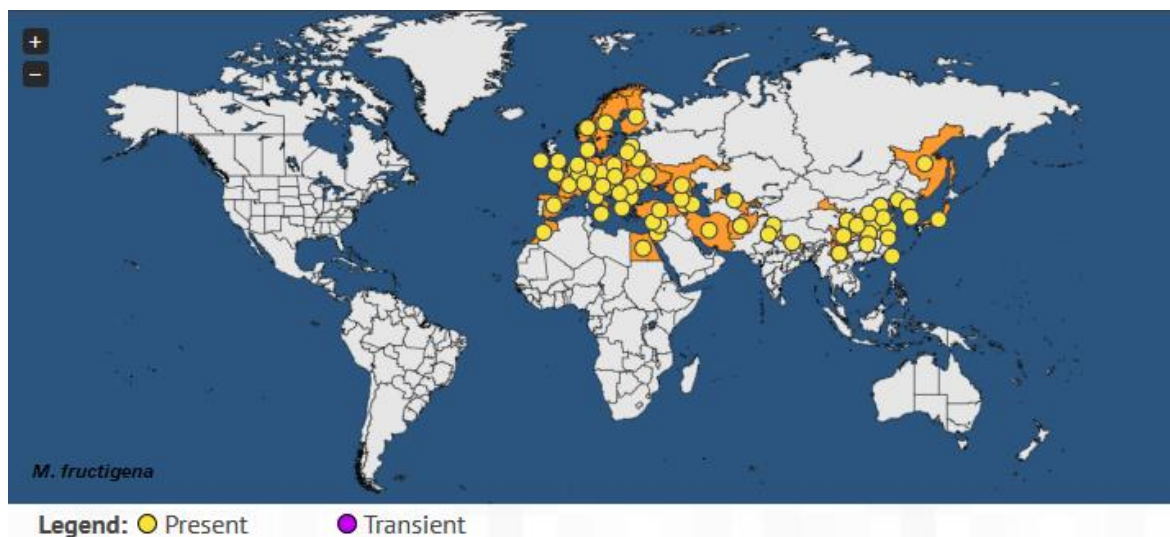 +
−
M. fructigena
Legend: Present Transient